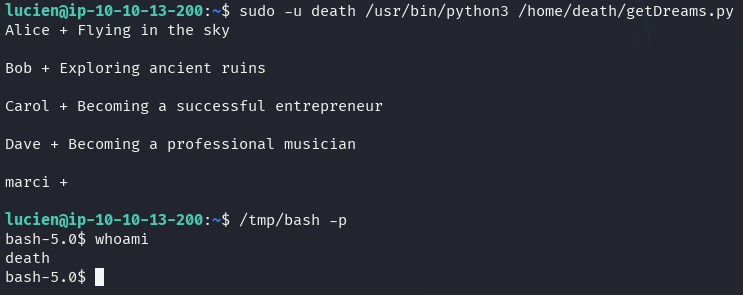 lucien@ip-10-10-13-200:~$ sudo -u death /usr/bin/python3 /home/death/getDreams.py
Alice + Flying in the sky
Bob + Exploring ancient ruins
Carol + Becoming a successful entrepreneur
Dave + Becoming a professional musician
marci +
lucien@ip-10-10-13-200:~$ /tmp/bash -p
bash-5.0$ whoami
death
bash-5.0$